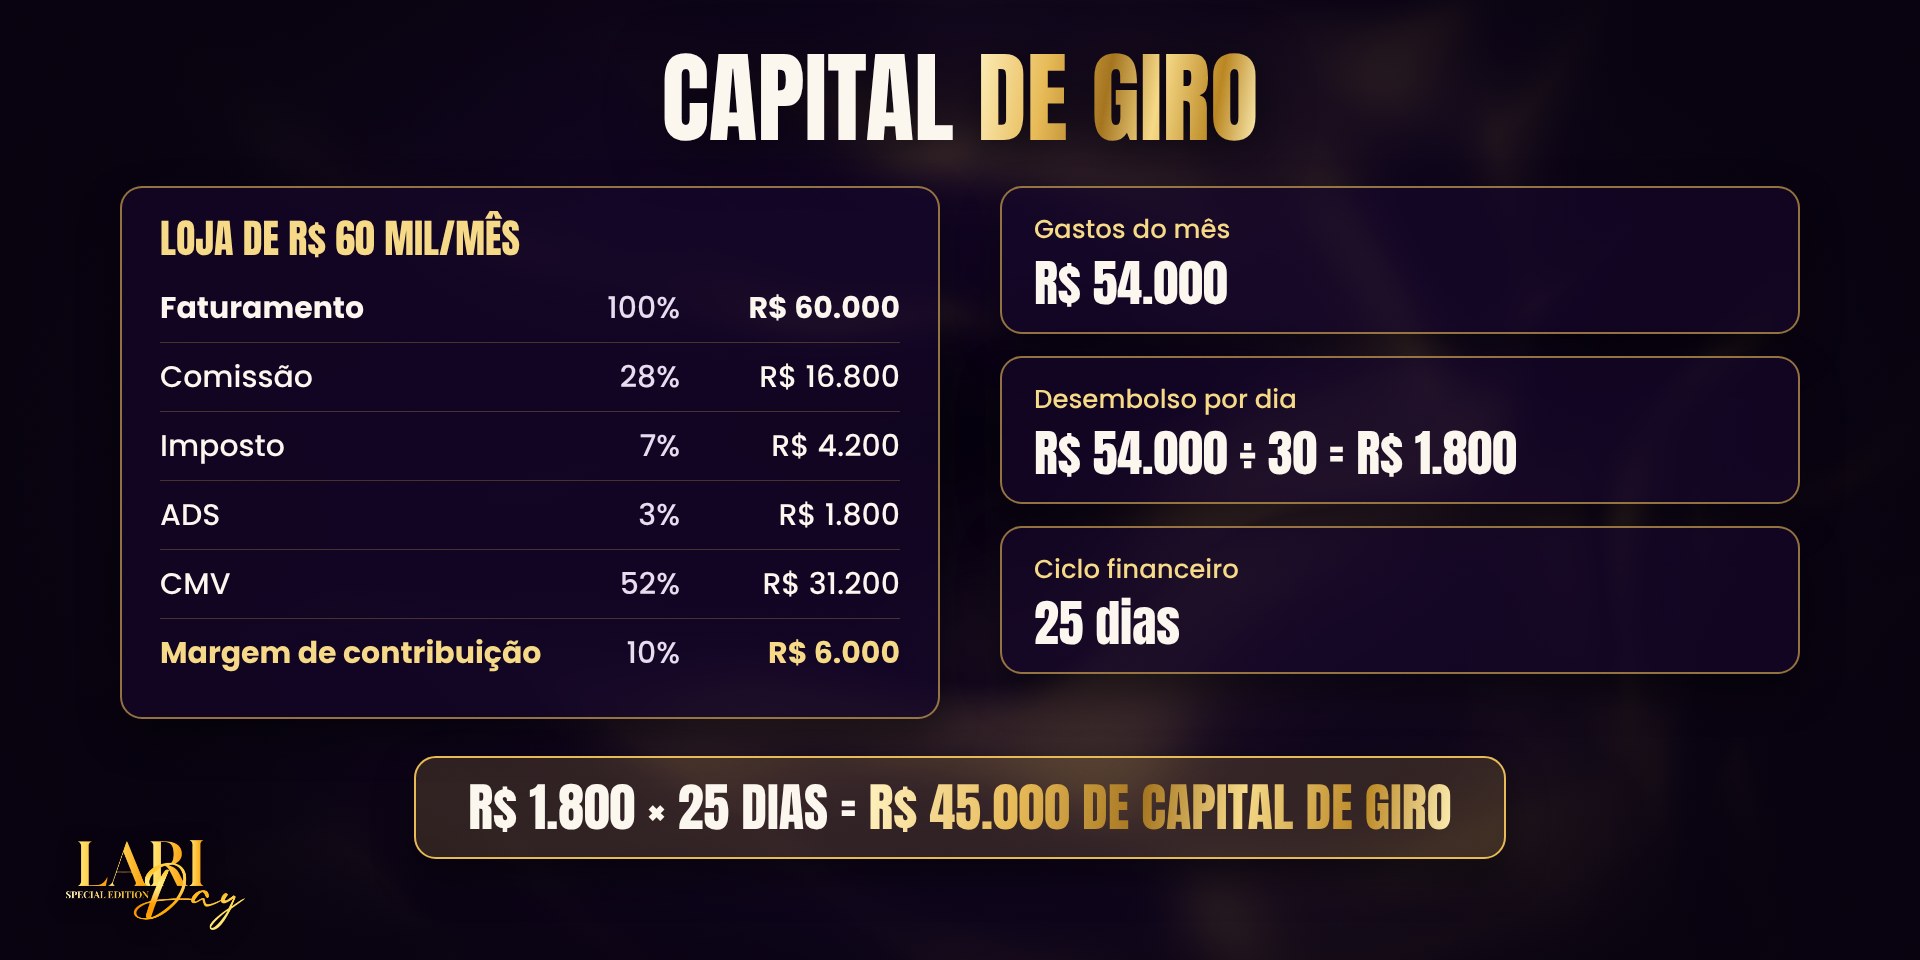 CAPITAL DE GIRO
LOJA DE R$ 60 MIL/MÊS
Faturamento 100% R$ 60.000
Comissão 28% R$ 16.800
Imposto 7% R$ 4.200
ADS 3% R$ 1.800
CMV 52% R$ 31.200
Margem de contribuição 10% R$ 6.000
Gastos do mês
R$ 54.000
Desembolso por dia
R$ 54.000 ÷ 30 = R$ 1.800
Ciclo financeiro
25 dias
R$ 1.800 × 25 DIAS = R$ 45.000 DE CAPITAL DE GIRO
LABI
SPECIAL EDITION Day